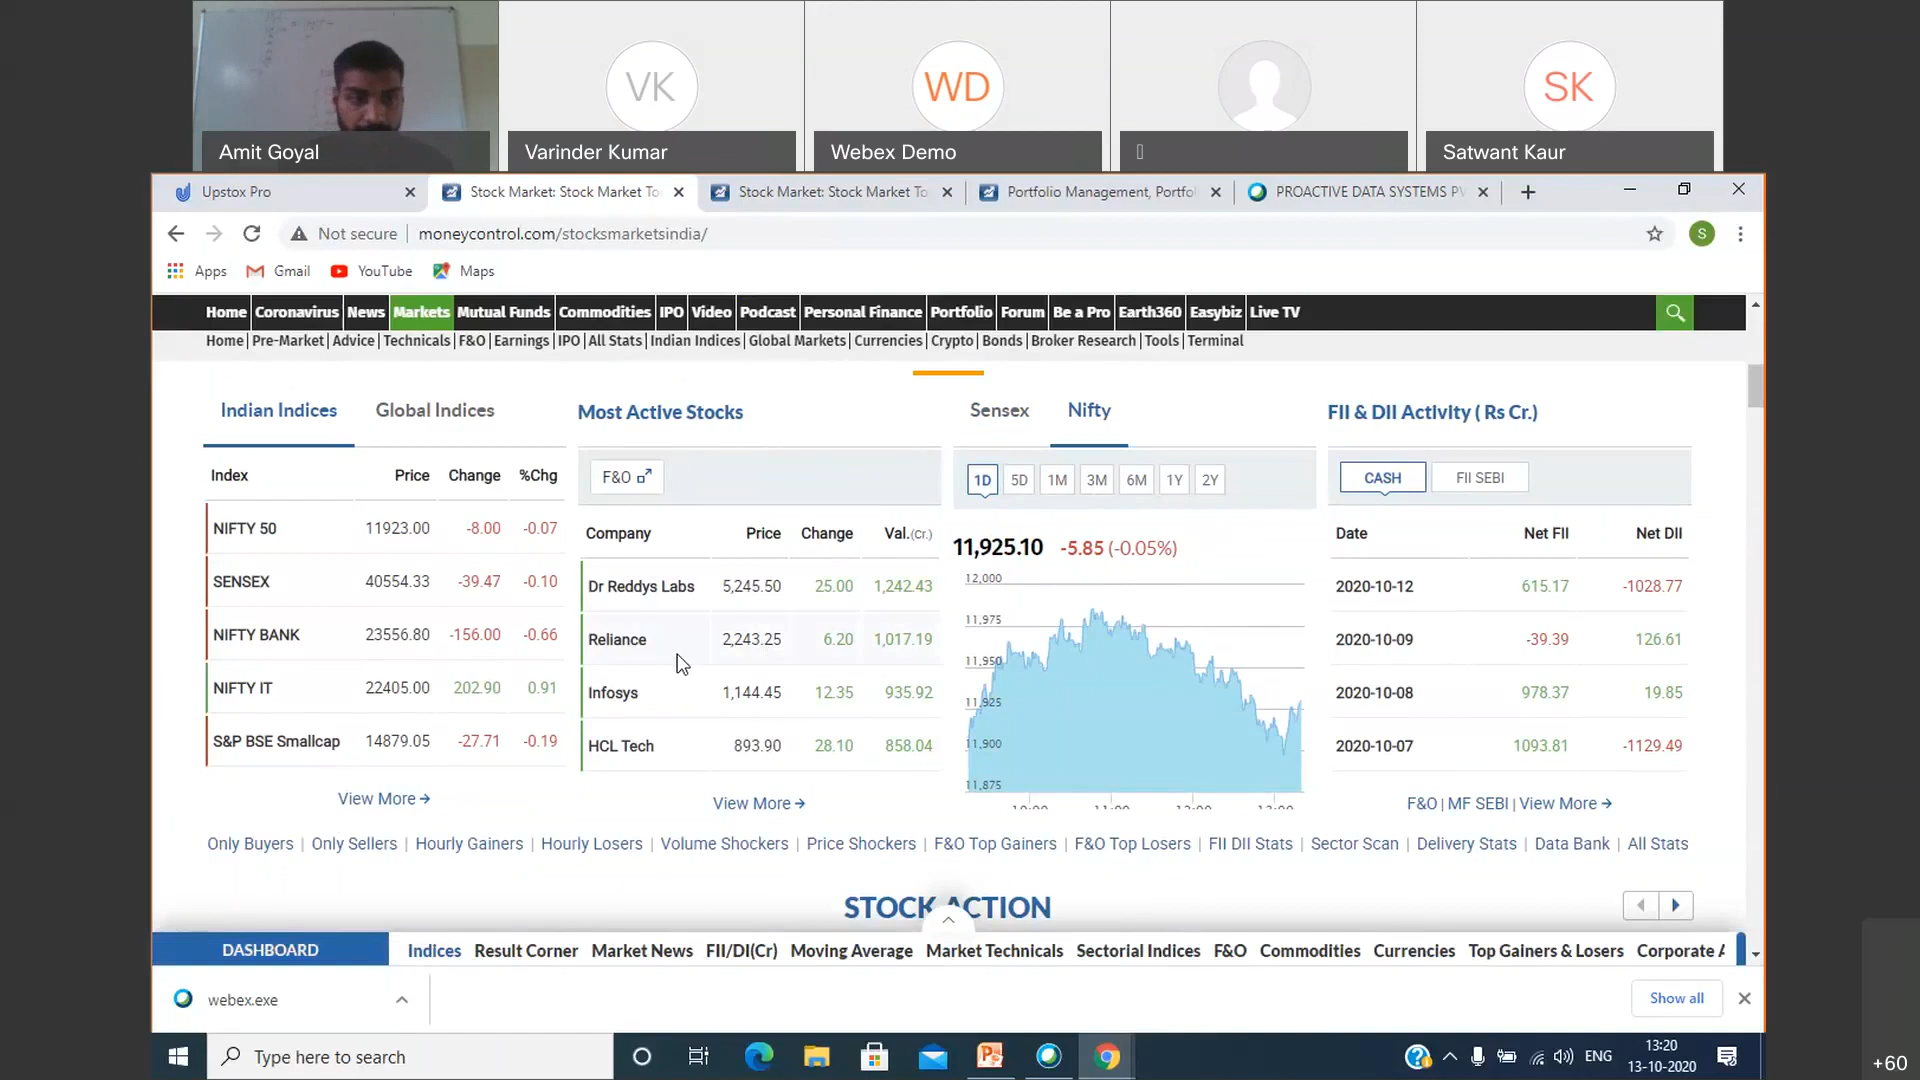 VK
WD
SK
Amit Goyal
Varinder Kumar
Webex Demo
Satwant Kaur
Upstox Pro
Stock Market: Stock Market To
Stock Market: Stock Market To
Portfolio Management, Portfo
PROACTIVE DATA SYSTEMS PV
Not secure
moneycontrol.com/stocksmarketsindia/
S
Apps
Gmail
YouTube
Maps
Home Coronavirus News Markets Mutual Funds Commodities IPO Video Podcast Personal Finance Portfolio Forum Be a Pro Earth360 Easybiz Live TV
Home | Pre-Market | Advice | Technicals | F&O | Earnings | IPO | All Stats | Indian Indices | Global Markets | Currencies | Crypto | Bonds | Broker Research | Tools | Terminal
Indian Indices
Global Indices
Index Price Change %Chg
NIFTY 50 11923.00 -8.00 -0.07
SENSEX 40554.33 -39.47 -0.10
NIFTY BANK 23556.80 -156.00 -0.66
NIFTY IT 22405.00 202.90 0.91
S&P BSE Smallcap 14879.05 -27.71 -0.19
View More
Most Active Stocks
F&O
Company Price Change Val.(Cr.)
Dr Reddys Labs 5,245.50 25.00 1,242.43
Reliance 2,243.25 6.20 1,017.19
Infosys 1,144.45 12.35 935.92
HCL Tech 893.90 28.10 858.04
View More
Sensex
Nifty
1D 5D 1M 3M 6M 1Y 2Y
11,925.10 -5.85 (-0.05%)
12,000
11,975
11,950
11,925
11,900
11,875
FII & DII Activity ( Rs Cr.)
CASH
FII SEBI
Date Net FII Net DII
2020-10-12 615.17 -1028.77
2020-10-09 -39.39 126.61
2020-10-08 978.37 19.85
2020-10-07 1093.81 -1129.49
F&O | MF SEBI | View More
Only Buyers | Only Sellers | Hourly Gainers | Hourly Losers | Volume Shockers | Price Shockers | F&O Top Gainers | F&O Top Losers | FII DII Stats | Sector Scan | Delivery Stats | Data Bank | All Stats
STOCK ACTION
DASHBOARD
Indices Result Corner Market News FII/DI(Cr) Moving Average Market Technicals Sectorial Indices F&O Commodities Currencies Top Gainers & Losers Corporate A
webex.exe
Show all
Type here to search
ENG
13:20
13-10-2020
+60